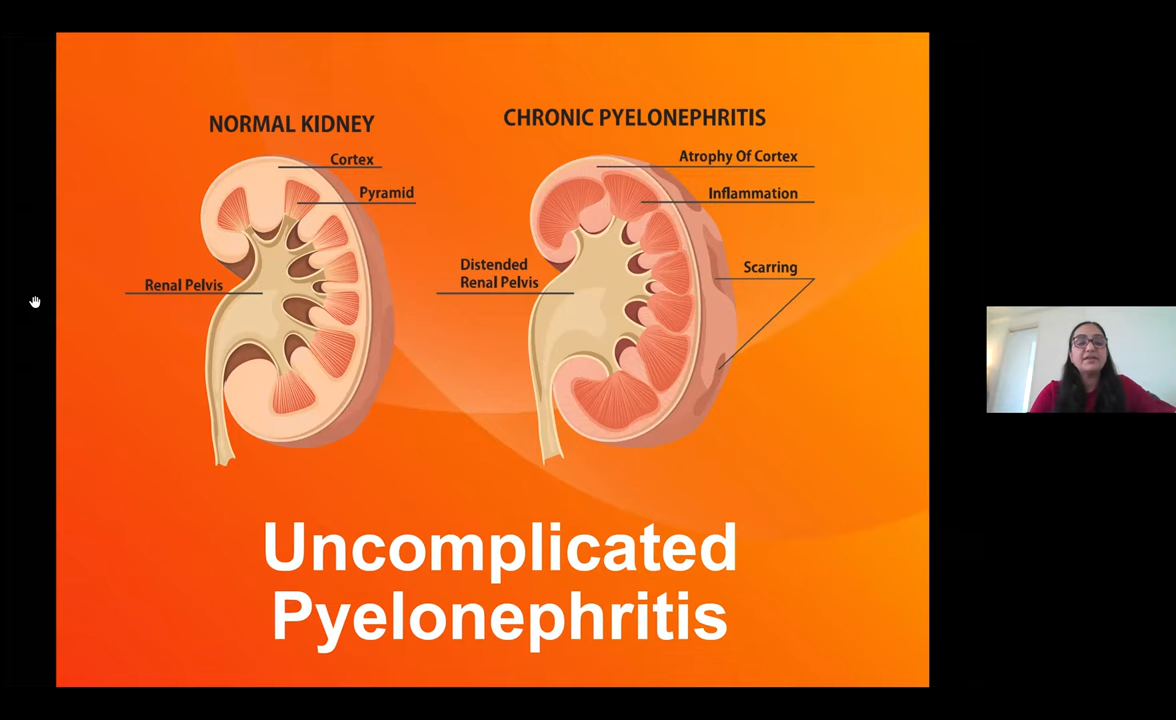 NORMAL KIDNEY
Cortex
Pyramid
Renal Pelvis
CHRONIC PYELONEPHRITIS
Atrophy Of Cortex
Inflammation
Scarring
Distended
Renal Pelvis
Uncomplicated
Pyelonephritis